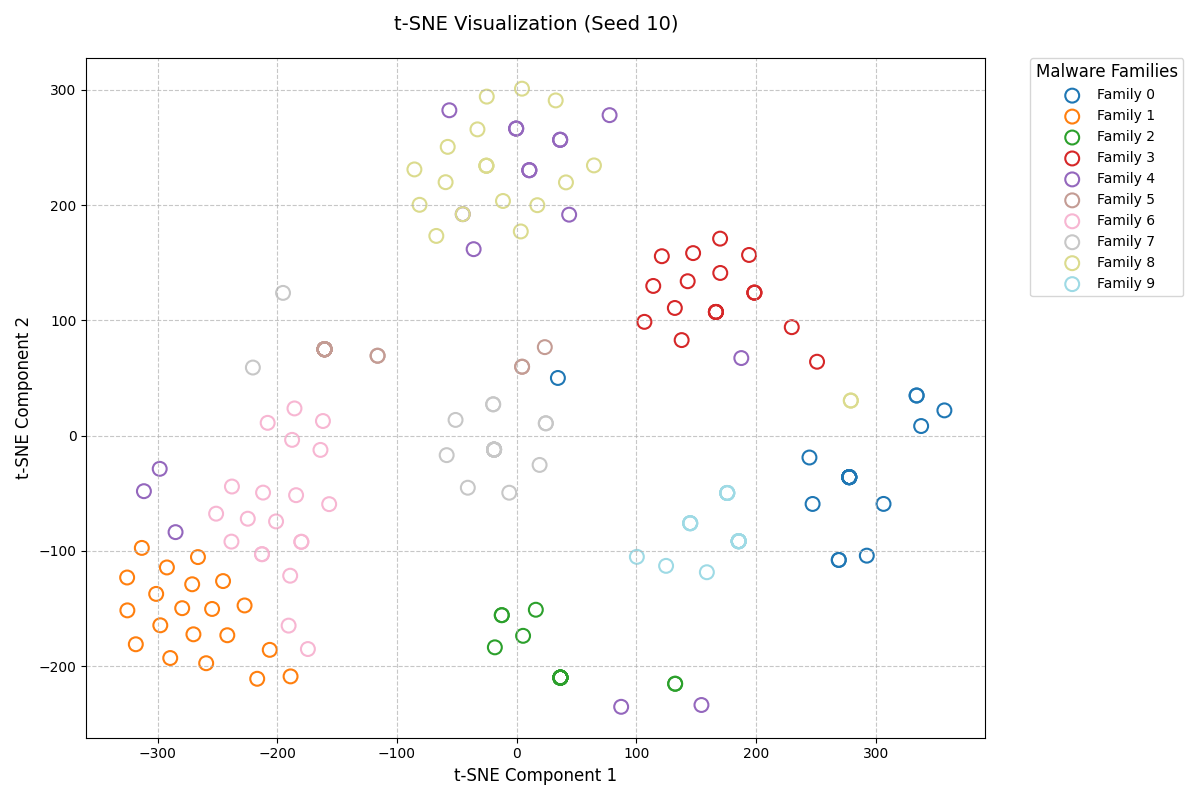 t-SNE Visualization (Seed 10)
Malware Families
Family 0
Family 1
Family 2
Family 3
Family 4
Family 5
Family 6
Family 7
Family 8
Family 9
t-SNE Component 2
300
200
100
0
−100
−200
−300
−200
−100
0
100
200
300
t-SNE Component 1